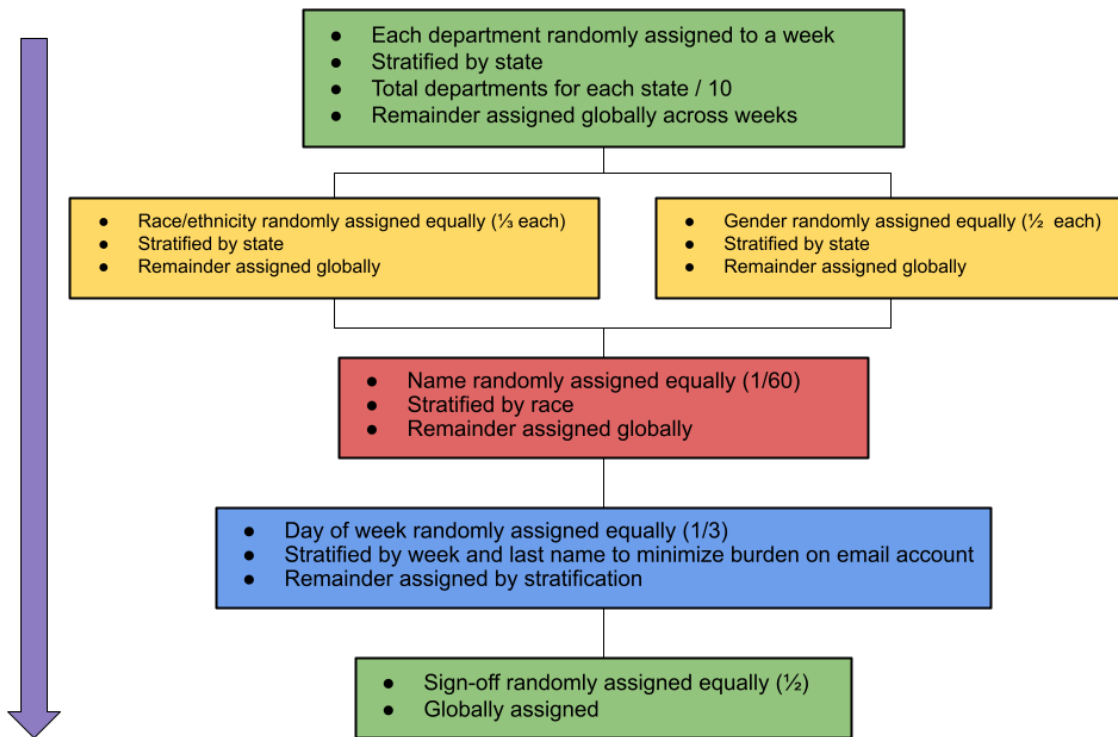 ● Each department randomly assigned to a week
● Stratified by state
● Total departments for each state / 10
● Remainder assigned globally across weeks
● Race/ethnicity randomly assigned equally (⅓ each)
● Stratified by state
● Remainder assigned globally
● Gender randomly assigned equally (½ each)
● Stratified by state
● Remainder assigned globally
● Name randomly assigned equally (1/60)
● Stratified by race
● Remainder assigned globally
● Day of week randomly assigned equally (1/3)
● Stratified by week and last name to minimize burden on email account
● Remainder assigned by stratification
● Sign-off randomly assigned equally (½)
● Globally assigned